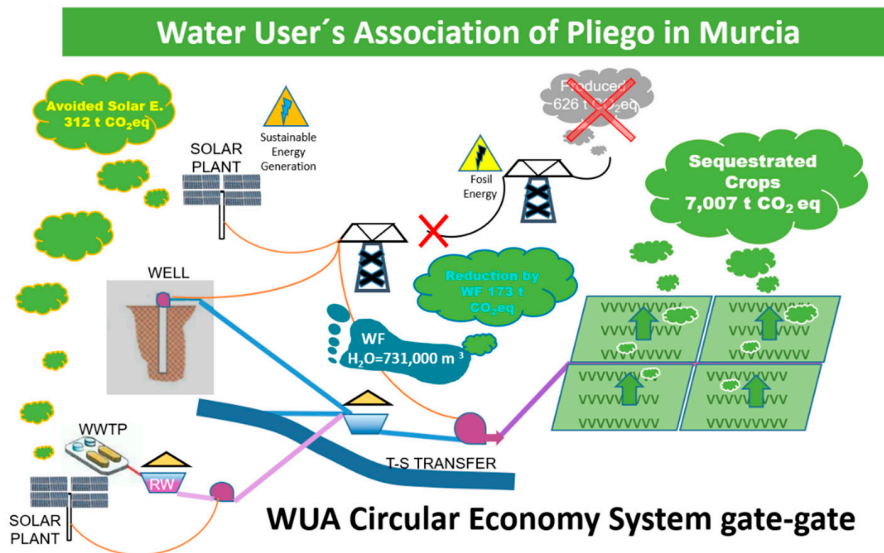 Water User´s Association of Pliego in Murcia
Avoided Solar E.
312 t CO₂eq
Sustainable
Energy
Generation
SOLAR
PLANT
Produced
626 t CO₂eq
Fosil
Energy
Sequestrated
Crops
7,007 t CO₂ eq
WELL
Reduction by
WF 173 t
CO₂eq
WF
H₂O=731,000 m ³
WWTP
RW
T-S TRANSFER
SOLAR
PLANT
WUA Circular Economy System gate-gate